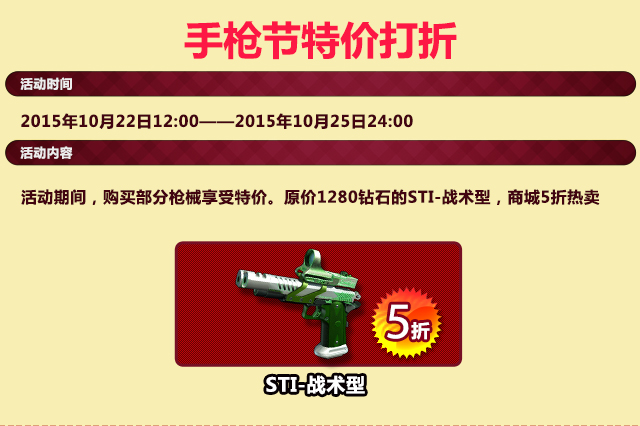 手枪节特价打折
活动时间
2015年10月22日12:00——2015年10月25日24:00
活动内容
活动期间，购买部分枪械享受特价。原价1280钻石的STI-战术型，商城5折热卖
5折
STI-战术型